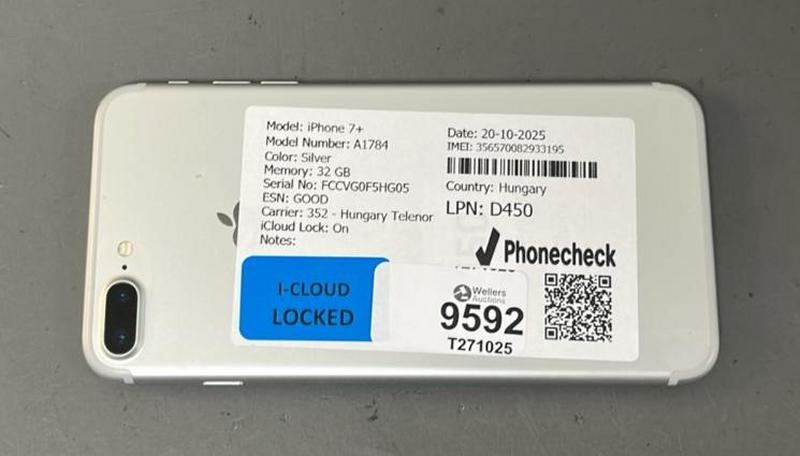 Model: iPhone 7+
Model Number: A1784
Color: Silver
Memory: 32 GB
Serial No: FCCVG0F5HG05
ESN: GOOD
Carrier: 352 - Hungary Telenor
iCloud Lock: On
Notes:
Date: 20-10-2025
IMEI: 356570082933195
Country: Hungary
LPN: D450
Phonecheck
I-CLOUD
LOCKED
Wellers
Auctions
9592
T271025